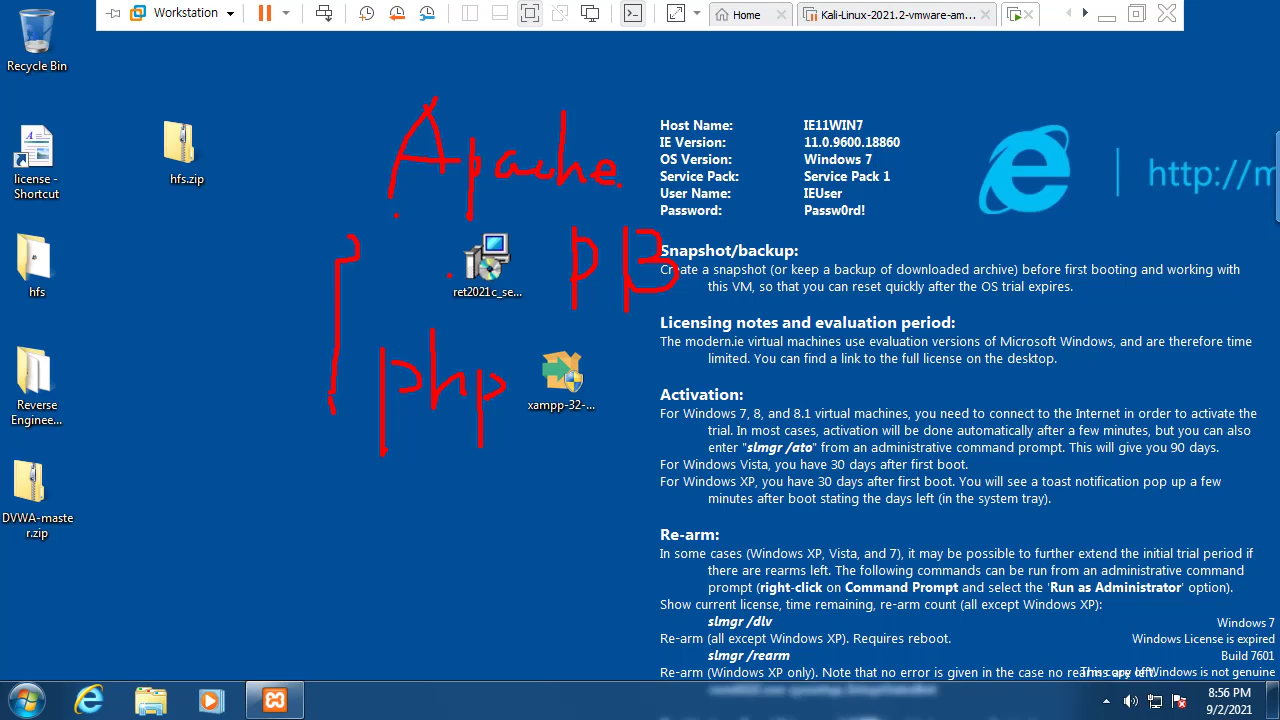 Workstation
Home
Kali-Linux-2021.2-vmware-am...
Recycle Bin
license - Shortcut
hfs.zip
hfs
Reverse Enginee...
DVWA-master.zip
Apache
ret2021c_se...
DB
php
xampp-32-...
http://m
Host Name: IE11WIN7
IE Version: 11.0.9600.18860
OS Version: Windows 7
Service Pack: Service Pack 1
User Name: IEUser
Password: Passw0rd!
Snapshot/backup:
Create a snapshot (or keep a backup of downloaded archive) before first booting and working with
this VM, so that you can reset quickly after the OS trial expires.
Licensing notes and evaluation period:
The modern.ie virtual machines use evaluation versions of Microsoft Windows, and are therefore time
limited. You can find a link to the full license on the desktop.
Activation:
For Windows 7, 8, and 8.1 virtual machines, you need to connect to the Internet in order to activate the
trial. In most cases, activation will be done automatically after a few minutes, but you can also
enter "slmgr /ato" from an administrative command prompt. This will give you 90 days.
For Windows Vista, you have 30 days after first boot.
For Windows XP, you have 30 days after first boot. You will see a toast notification pop up a few
minutes after boot stating the days left (in the system tray).
Re-arm:
In some cases (Windows XP, Vista, and 7), it may be possible to further extend the initial trial period if
there are rearms left. The following commands can be run from an administrative command
prompt (right-click on Command Prompt and select the 'Run as Administrator' option).
Show current license, time remaining, re-arm count (all except Windows XP):
slmgr /dlv
Re-arm (all except Windows XP). Requires reboot.
slmgr /rearm
Re-arm (Windows XP only). Note that no error is given in the case no rearms are left.
Windows 7
Windows License is expired
Build 7601
This copy of Windows is not genuine
8:56 PM
9/2/2021